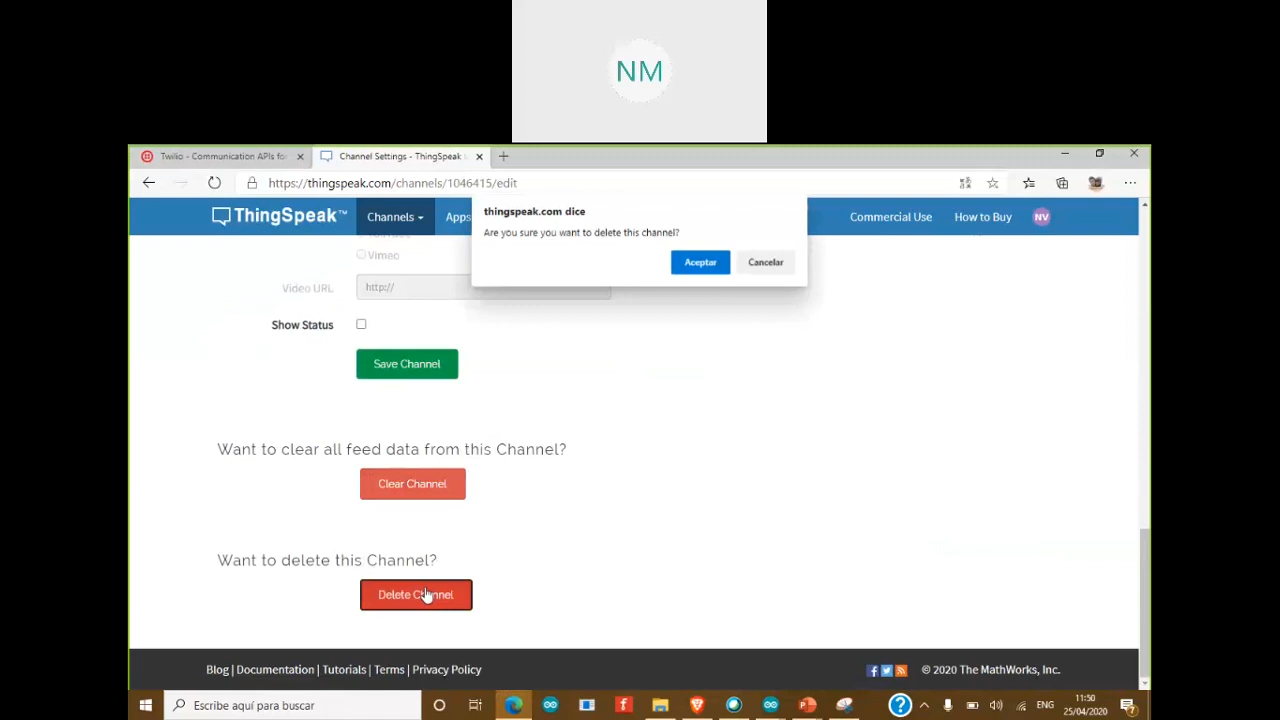 NM
Twilio - Communication APIs fo
Channel Settings - ThingSpeak
https://thingspeak.com/channels/1046415/edit
ThingSpeak™
Channels
Apps
Commercial Use
How to Buy
NV
thingspeak.com dice
Are you sure you want to delete this channel?
Aceptar
Cancelar
Vimeo
Video URL
http://
Show Status
Save Channel
Want to clear all feed data from this Channel?
Clear Channel
Want to delete this Channel?
Delete Channel
Blog | Documentation | Tutorials | Terms | Privacy Policy
© 2020 The MathWorks, Inc.
Escribe aquí para buscar
ENG
11:50
25/04/2020